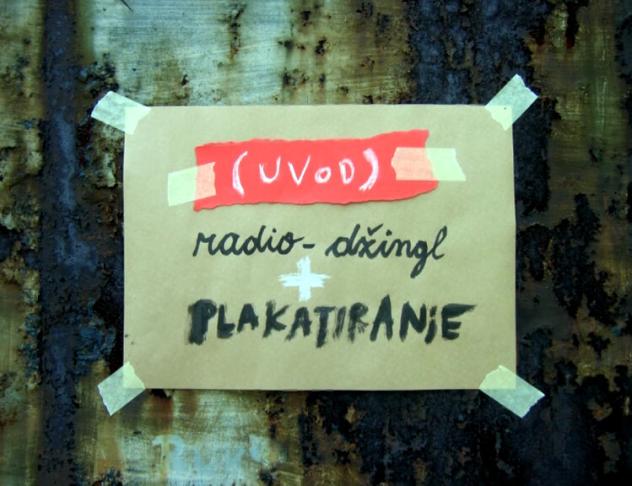 (UVOD)
radio-džingl
+
PLAKATIRANJE